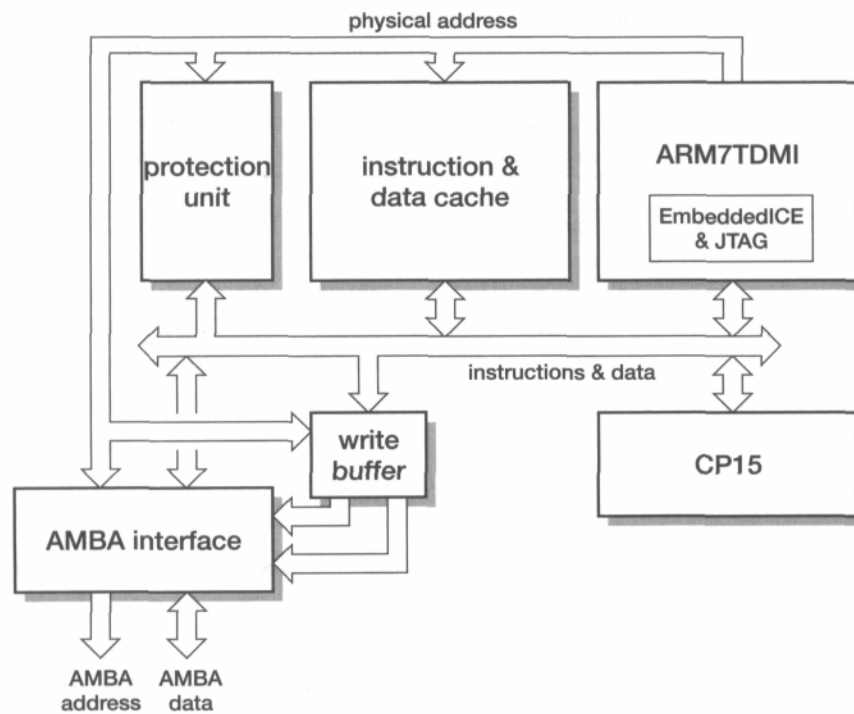 physical address
protection
unit
instruction &
data cache
ARM7TDMI
EmbeddedICE
& JTAG
instructions & data
write
buffer
CP15
AMBA interface
AMBA
address
AMBA
data